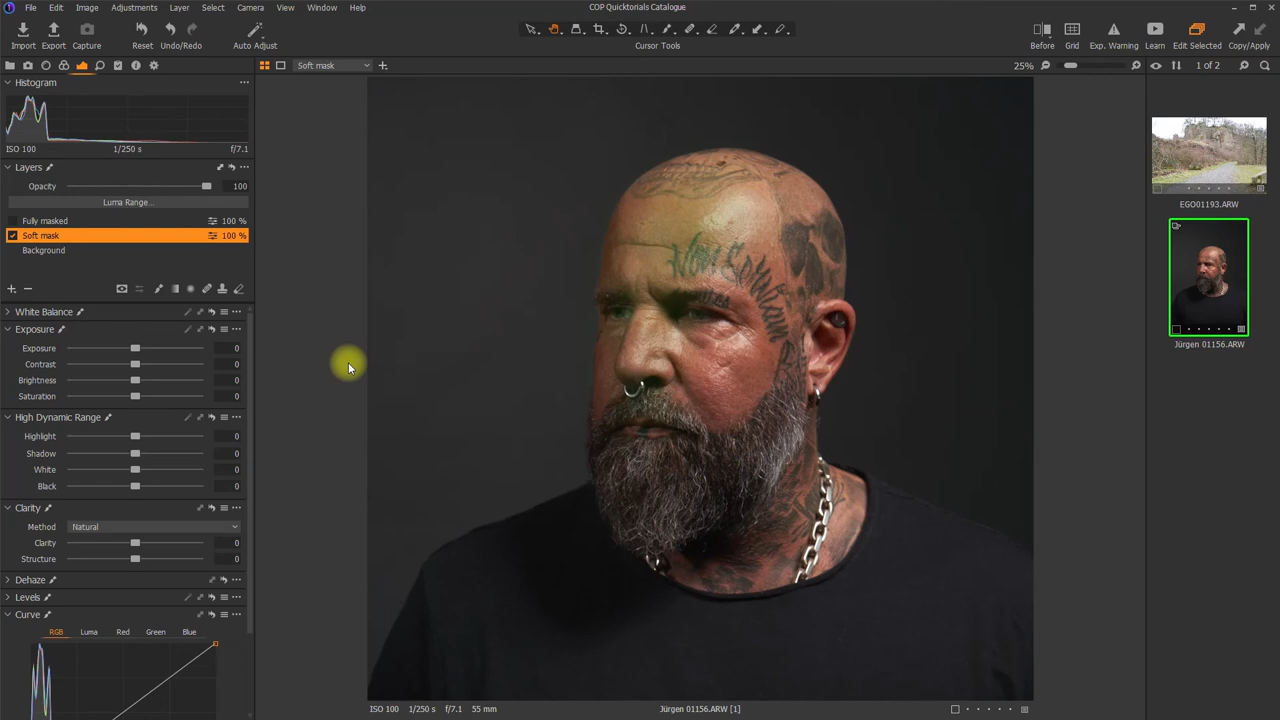 File Edit Image Adjustments Layer Select Camera View Window Help
COP Quicktorials Catalogue
Import Export Capture Reset Undo/Redo Auto Adjust
Cursor Tools
Before Grid Exp. Warning Learn Edit Selected Copy/Apply
Soft mask
25%
1 of 2
Histogram
ISO 100 1/250 s f/7.1
Layers
Opacity 100
Luma Range...
Fully masked 100 %
Soft mask 100 %
Background
White Balance
Exposure
Exposure 0
Contrast 0
Brightness 0
Saturation 0
High Dynamic Range
Highlight 0
Shadow 0
White 0
Black 0
Clarity
Method Natural
Clarity 0
Structure 0
Dehaze
Levels
Curve
RGB Luma Red Green Blue
ISO 100 1/250 s f/7.1 55 mm
Jürgen 01156.ARW [1]
EGO01193.ARW
Jürgen 01156.ARW